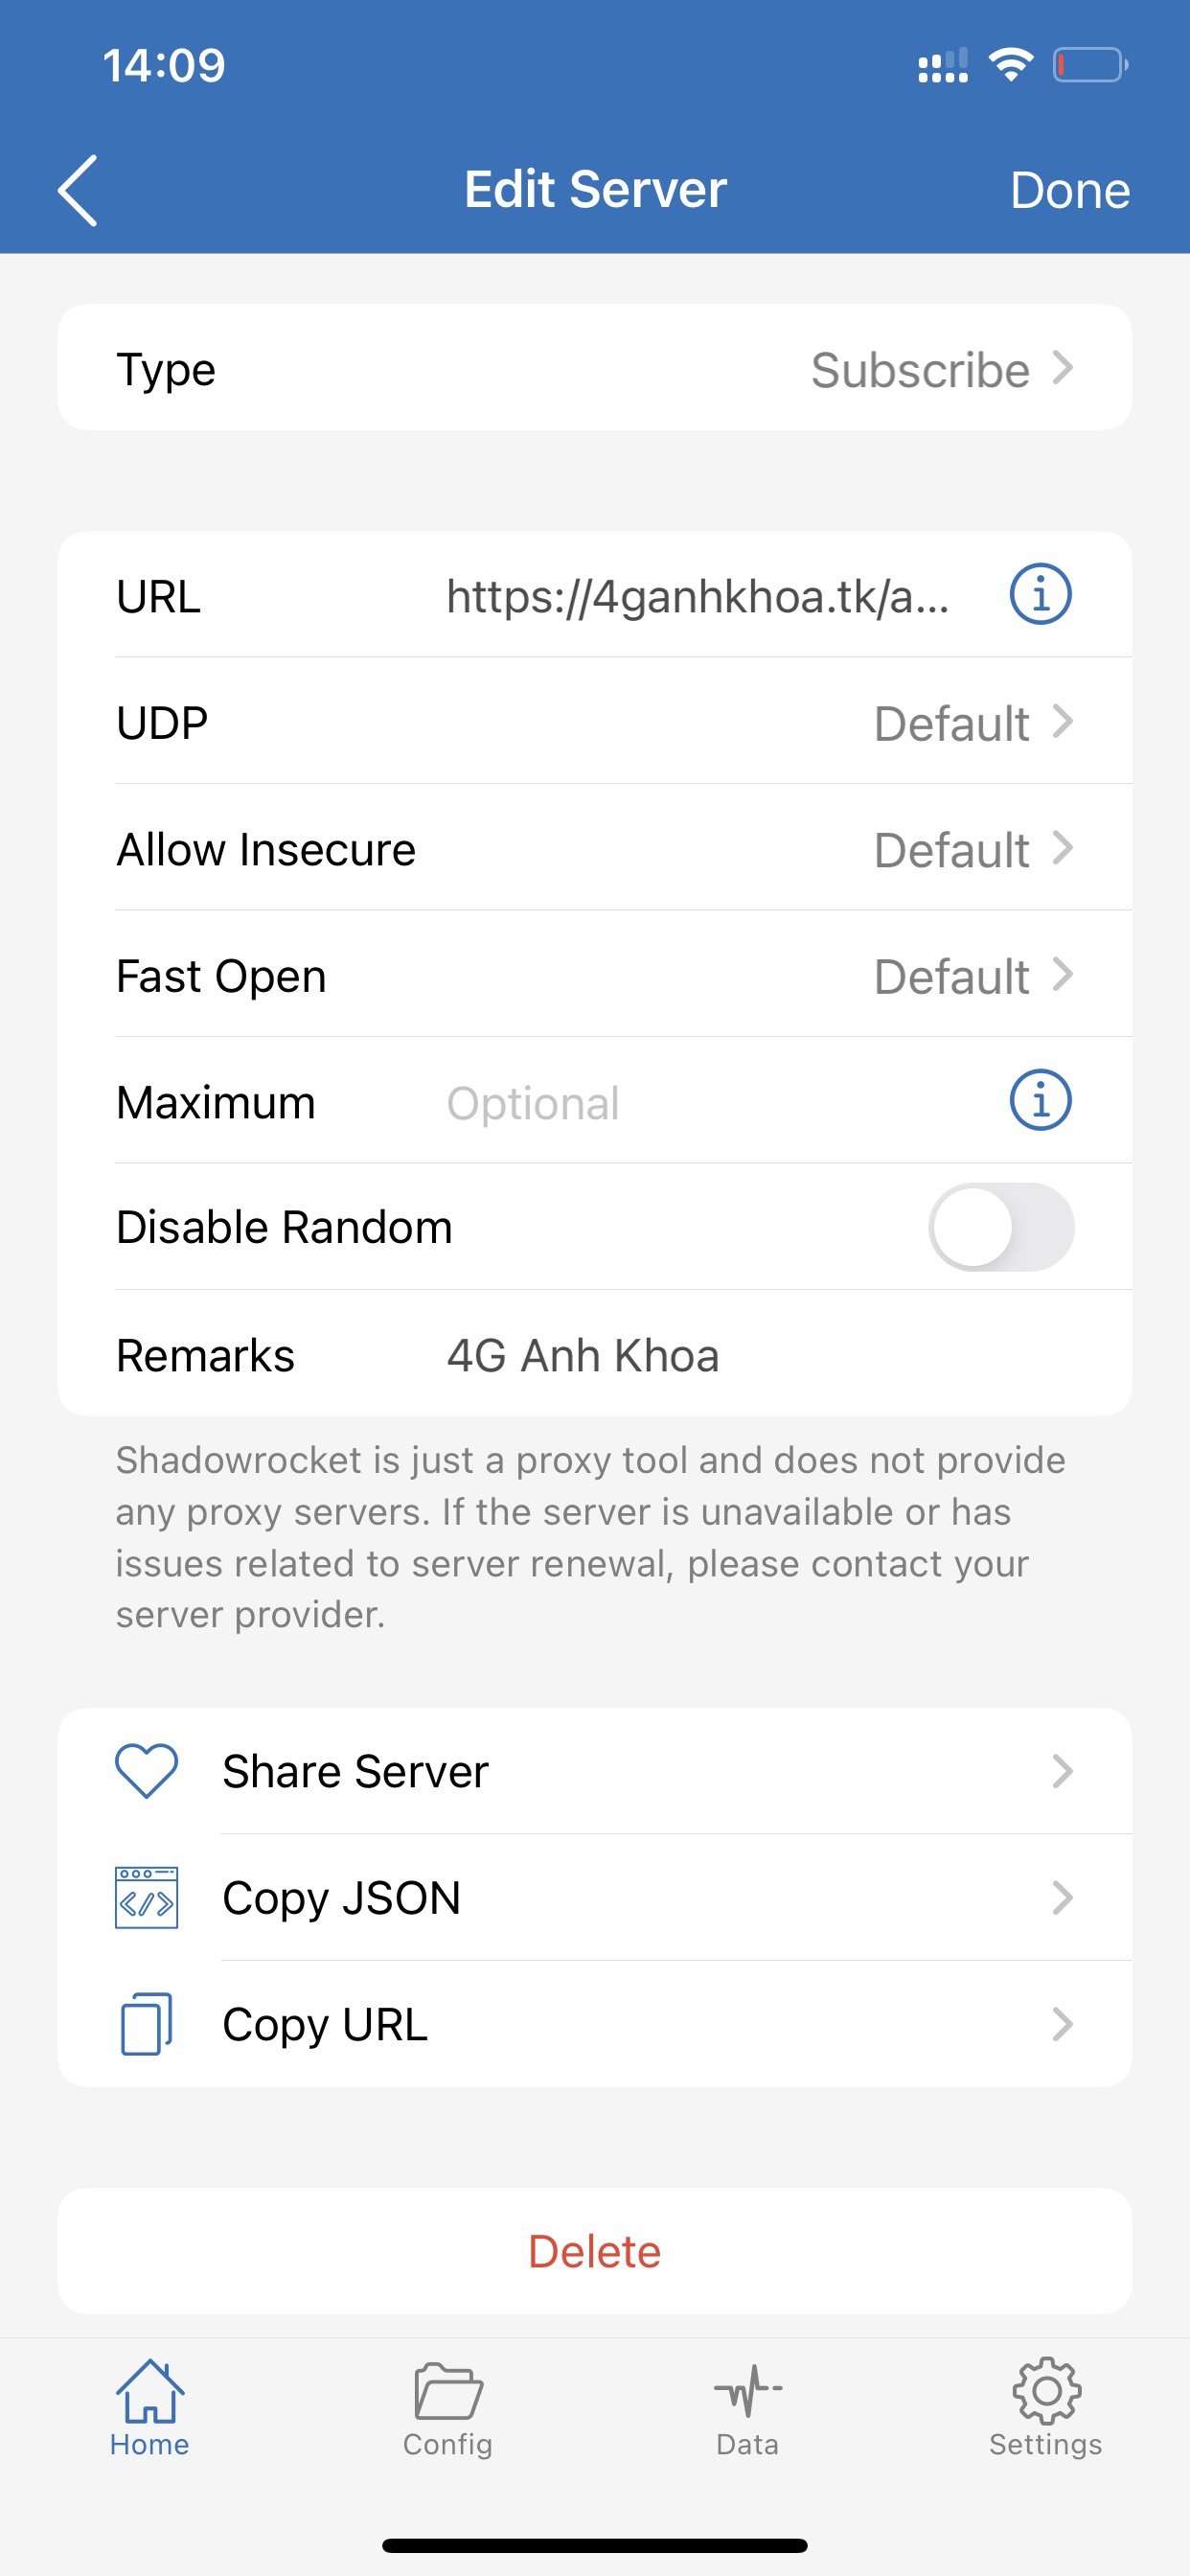 14:09
Edit Server
Done
Type
Subscribe
URL
https://4ganhkhoa.tk/a...
UDP
Default
Allow Insecure
Default
Fast Open
Default
Maximum
Optional
Disable Random
Remarks
4G Anh Khoa
Shadowrocket is just a proxy tool and does not provide
any proxy servers. If the server is unavailable or has
issues related to server renewal, please contact your
server provider.
Share Server
Copy JSON
Copy URL
Delete
Home
Config
Data
Settings